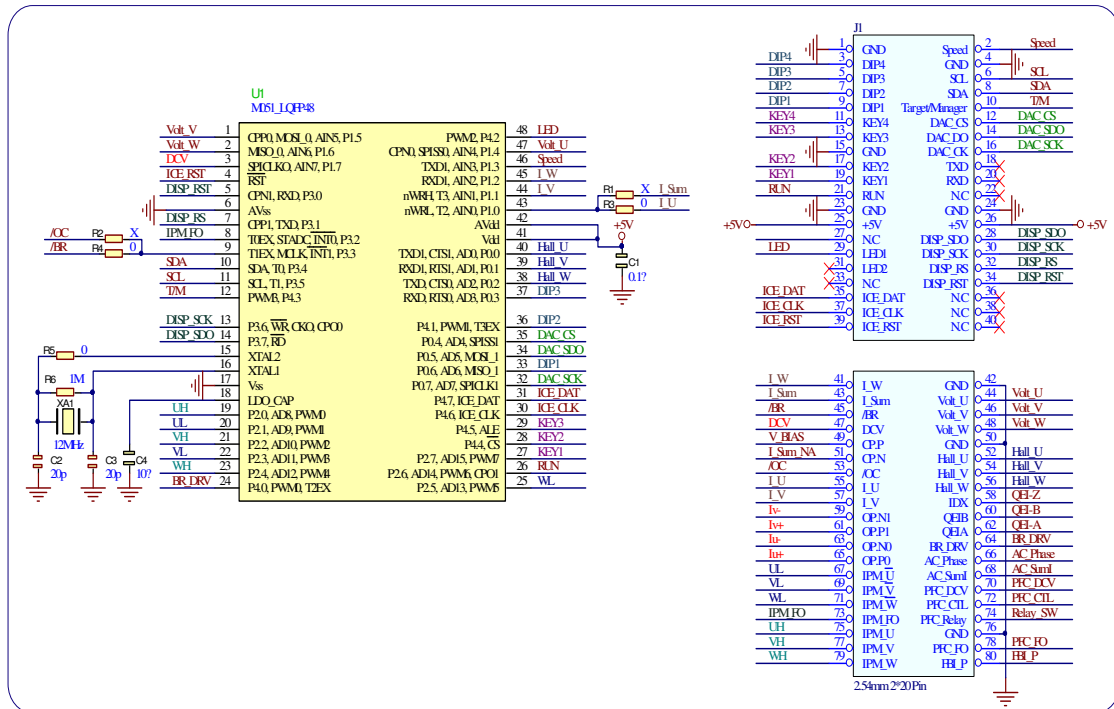 U1
M051_LQFP48
Volt_V 1 CPP0, MOSI_0, AIN5, P1.5 PWM2, P4.2 48 LED
Volt_W 2 MISO_0, AIN6, P1.6 CPN0, SPISS0, AIN4, P1.4 47 Volt_U
DCV 3 SPICLKO, AIN7, P1.7 TXD1, AIN3, P1.3 46 Speed
ICE_RST 4 RST RXD1, AIN2, P1.2 45 I_W
DISP_RST 5 CPN1, RXD, P3.0 nWRH, T3, AIN1, P1.1 44 I_V
6 AVss nWRL, T2, AIN0, P1.0 43
DISP_RS 7 CPP1, TXD, P3.1 AVdd 42
IPM_FO 8 T0EX, STADC, INT0, P3.2 Vdd 41
9 T1EX, MCLK, INT1, P3.3 TXD1, CTS1, AD0, P0.0 40 Hall_U
SDA 10 SDA, T0, P3.4 RXD1, RTS1, AD1, P0.1 39 Hall_V
SCL 11 SCL, T1, P3.5 TXD, CTS0, AD2, P0.2 38 Hall_W
T/M 12 PWM3, P4.3 RXD, RTS0, AD3, P0.3 37 DIP3
DISP_SCK 13 P3.6, WR, CKO, CPO0 P4.1, PWM1, T3EX 36 DIP2
DISP_SDO 14 P3.7, RD P0.4, AD4, SPISS1 35 DAC_CS
15 XTAL2 P0.5, AD5, MOSI_1 34 DAC_SDO
16 XTAL1 P0.6, AD6, MISO_1 33 DIP1
17 Vss P0.7, AD7, SPICLK1 32 DAC_SCK
18 LDO_CAP P4.7, ICE_DAT 31 ICE_DAT
UH 19 P2.0, AD8, PWM0 P4.6, ICE_CLK 30 ICE_CLK
UL 20 P2.1, AD9, PWM1 P4.5, ALE 29 KEY3
VH 21 P2.2, AD10, PWM2 P4.4, CS 28 KEY2
VL 22 P2.3, AD11, PWM3 P2.7, AD15, PWM7 27 KEY1
WH 23 P2.4, AD12, PWM4 P2.6, AD14, PWM6, CPO1 26 RUN
BR_DRV 24 P4.0, PWM0, T2EX P2.5, AD13, PWM5 25 WL
/OC R2 X
/BR R4 0
R1 X I_Sum
R3 0 I_U
+5V
C1
0.1?
R5 0
R6 1M
XA1
12MHz
C2 C3 C4
20p 20p 10?
J1
1 GND Speed 2 Speed
DIP4 3 DIP4 GND 4
DIP3 5 DIP3 SCL 6 SCL
DIP2 7 DIP2 SDA 8 SDA
DIP1 9 DIP1 Target/Manager 10 T/M
KEY4 11 KEY4 DAC_CS 12 DAC_CS
KEY3 13 KEY3 DAC_DO 14 DAC_SDO
15 GND DAC_CK 16 DAC_SCK
KEY2 17 KEY2 TXD 18
KEY1 19 KEY1 RXD 20
RUN 21 RUN NC 22
23 GND GND 24
+5V 25 +5V +5V 26 +5V
27 N.C DISP_SDO 28 DISP_SDO
LED 29 LED1 DISP_SCK 30 DISP_SCK
31 LED2 DISP_RS 32 DISP_RS
33 NC DISP_RST 34 DISP_RST
ICE_DAT 35 ICE_DAT N.C 36
ICE_CLK 37 ICE_CLK N.C 38
ICE_RST 39 ICE_RST N.C 40
I_W 41 I_W GND 42
I_Sum 43 I_Sum Volt_U 44 Volt_U
/BR 45 /BR Volt_V 46 Volt_V
DCV 47 DCV Volt_W 48 Volt_W
V_BIAS 49 CP.P GND 50
I_Sum_NA 51 CP.N Hall_U 52 Hall_U
/OC 53 /OC Hall_V 54 Hall_V
I_U 55 I_U Hall_W 56 Hall_W
I_V 57 I_V IDX 58 QEI-Z
Iv- 59 OP.N1 QEIB 60 QEI-B
Iv+ 61 OP.P1 QEIA 62 QEI-A
Iu- 63 OP.N0 BR_DRV 64 BR_DRV
Iu+ 65 OP.P0 AC_Phase 66 AC_Phase
UL 67 IPM_U AC_SumI 68 AC_SumI
VL 69 IPM_V PFC_DCV 70 PFC_DCV
WL 71 IPM_W PFC_CTL 72 PFC_CTL
IPM_FO 73 IPM_FO PFC_Relay 74 Relay_SW
UH 75 IPM_U GND 76
VH 77 IPM_V PFC_FO 78 PFC_FO
WH 79 IPM_W FBI_P 80 FBI_P
2.54mm 2*20 Pin